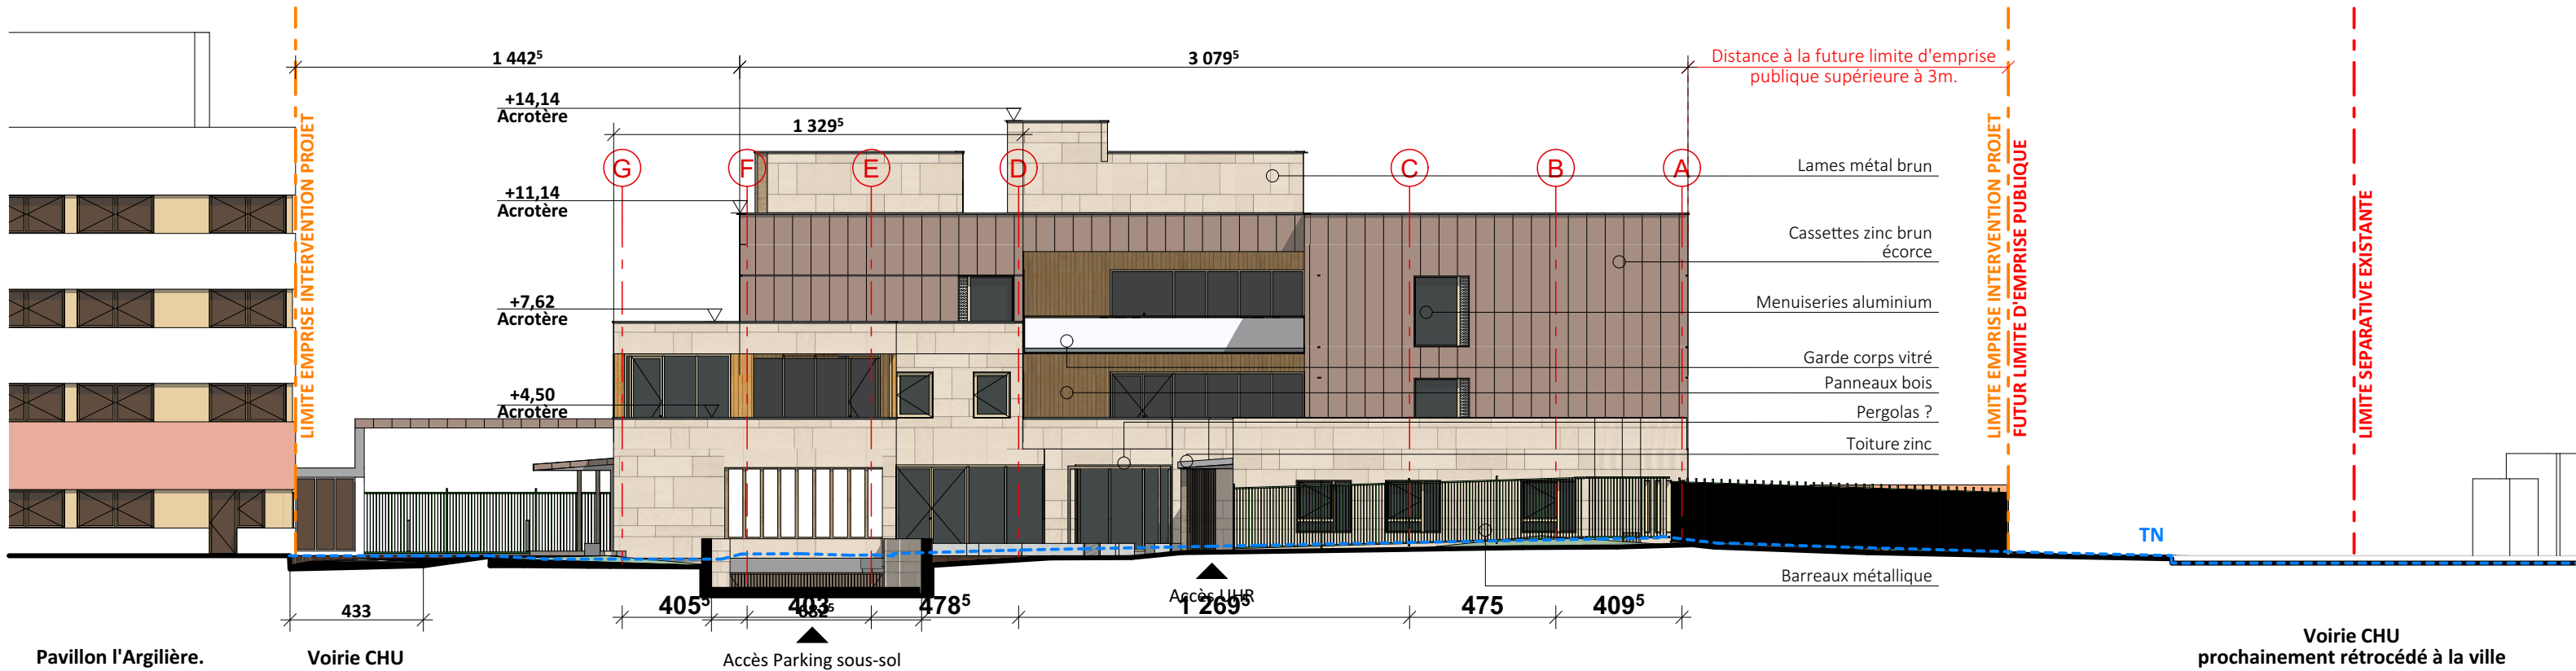 1 442⁵
3 079⁵
Distance à la future limite d'emprise
publique supérieure à 3m.
+14,14
Acrotère
1 329⁵
G
F
E
D
C
B
A
+11,14
Acrotère
+7,62
Acrotère
+4,50
Acrotère
LIMITE EMPRISE INTERVENTION PROJET
Lames métal brun
Cassettes zinc brun
écorce
Menuiseries aluminium
Garde corps vitré
Panneaux bois
Pergolas ?
Toiture zinc
Barreaux métallique
LIMITE EMPRISE INTERVENTION PROJET
FUTUR LIMITE D'EMPRISE PUBLIQUE
LIMITE SEPARATIVE EXISTANTE
TN
433
405⁵
403
682⁵
478⁵
Accès UHR
1 269⁵
475
409⁵
Pavillon l'Argilière.
Voirie CHU
Accès Parking sous-sol
Voirie CHU
prochainement rétrocédé à la ville